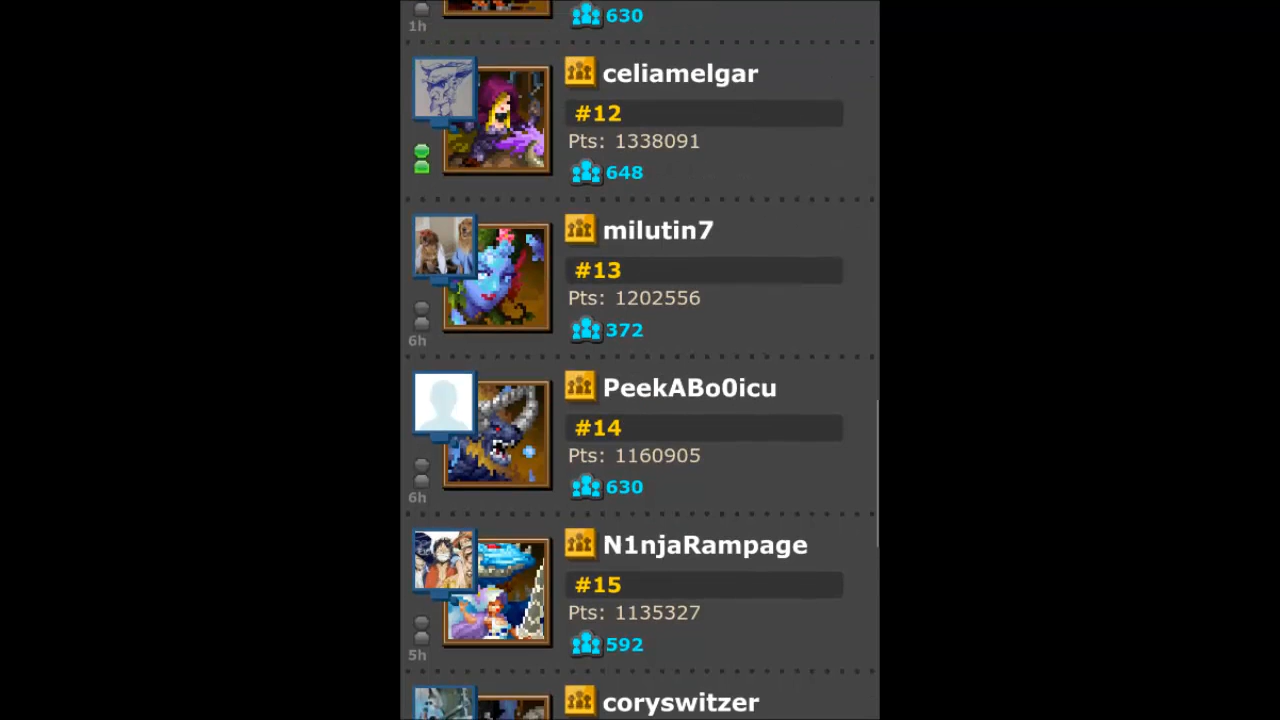 630
1h
celiamelgar
#12
Pts: 1338091
648
milutin7
#13
Pts: 1202556
372
6h
PeekABo0icu
#14
Pts: 1160905
630
6h
N1njaRampage
#15
Pts: 1135327
592
5h
coryswitzer